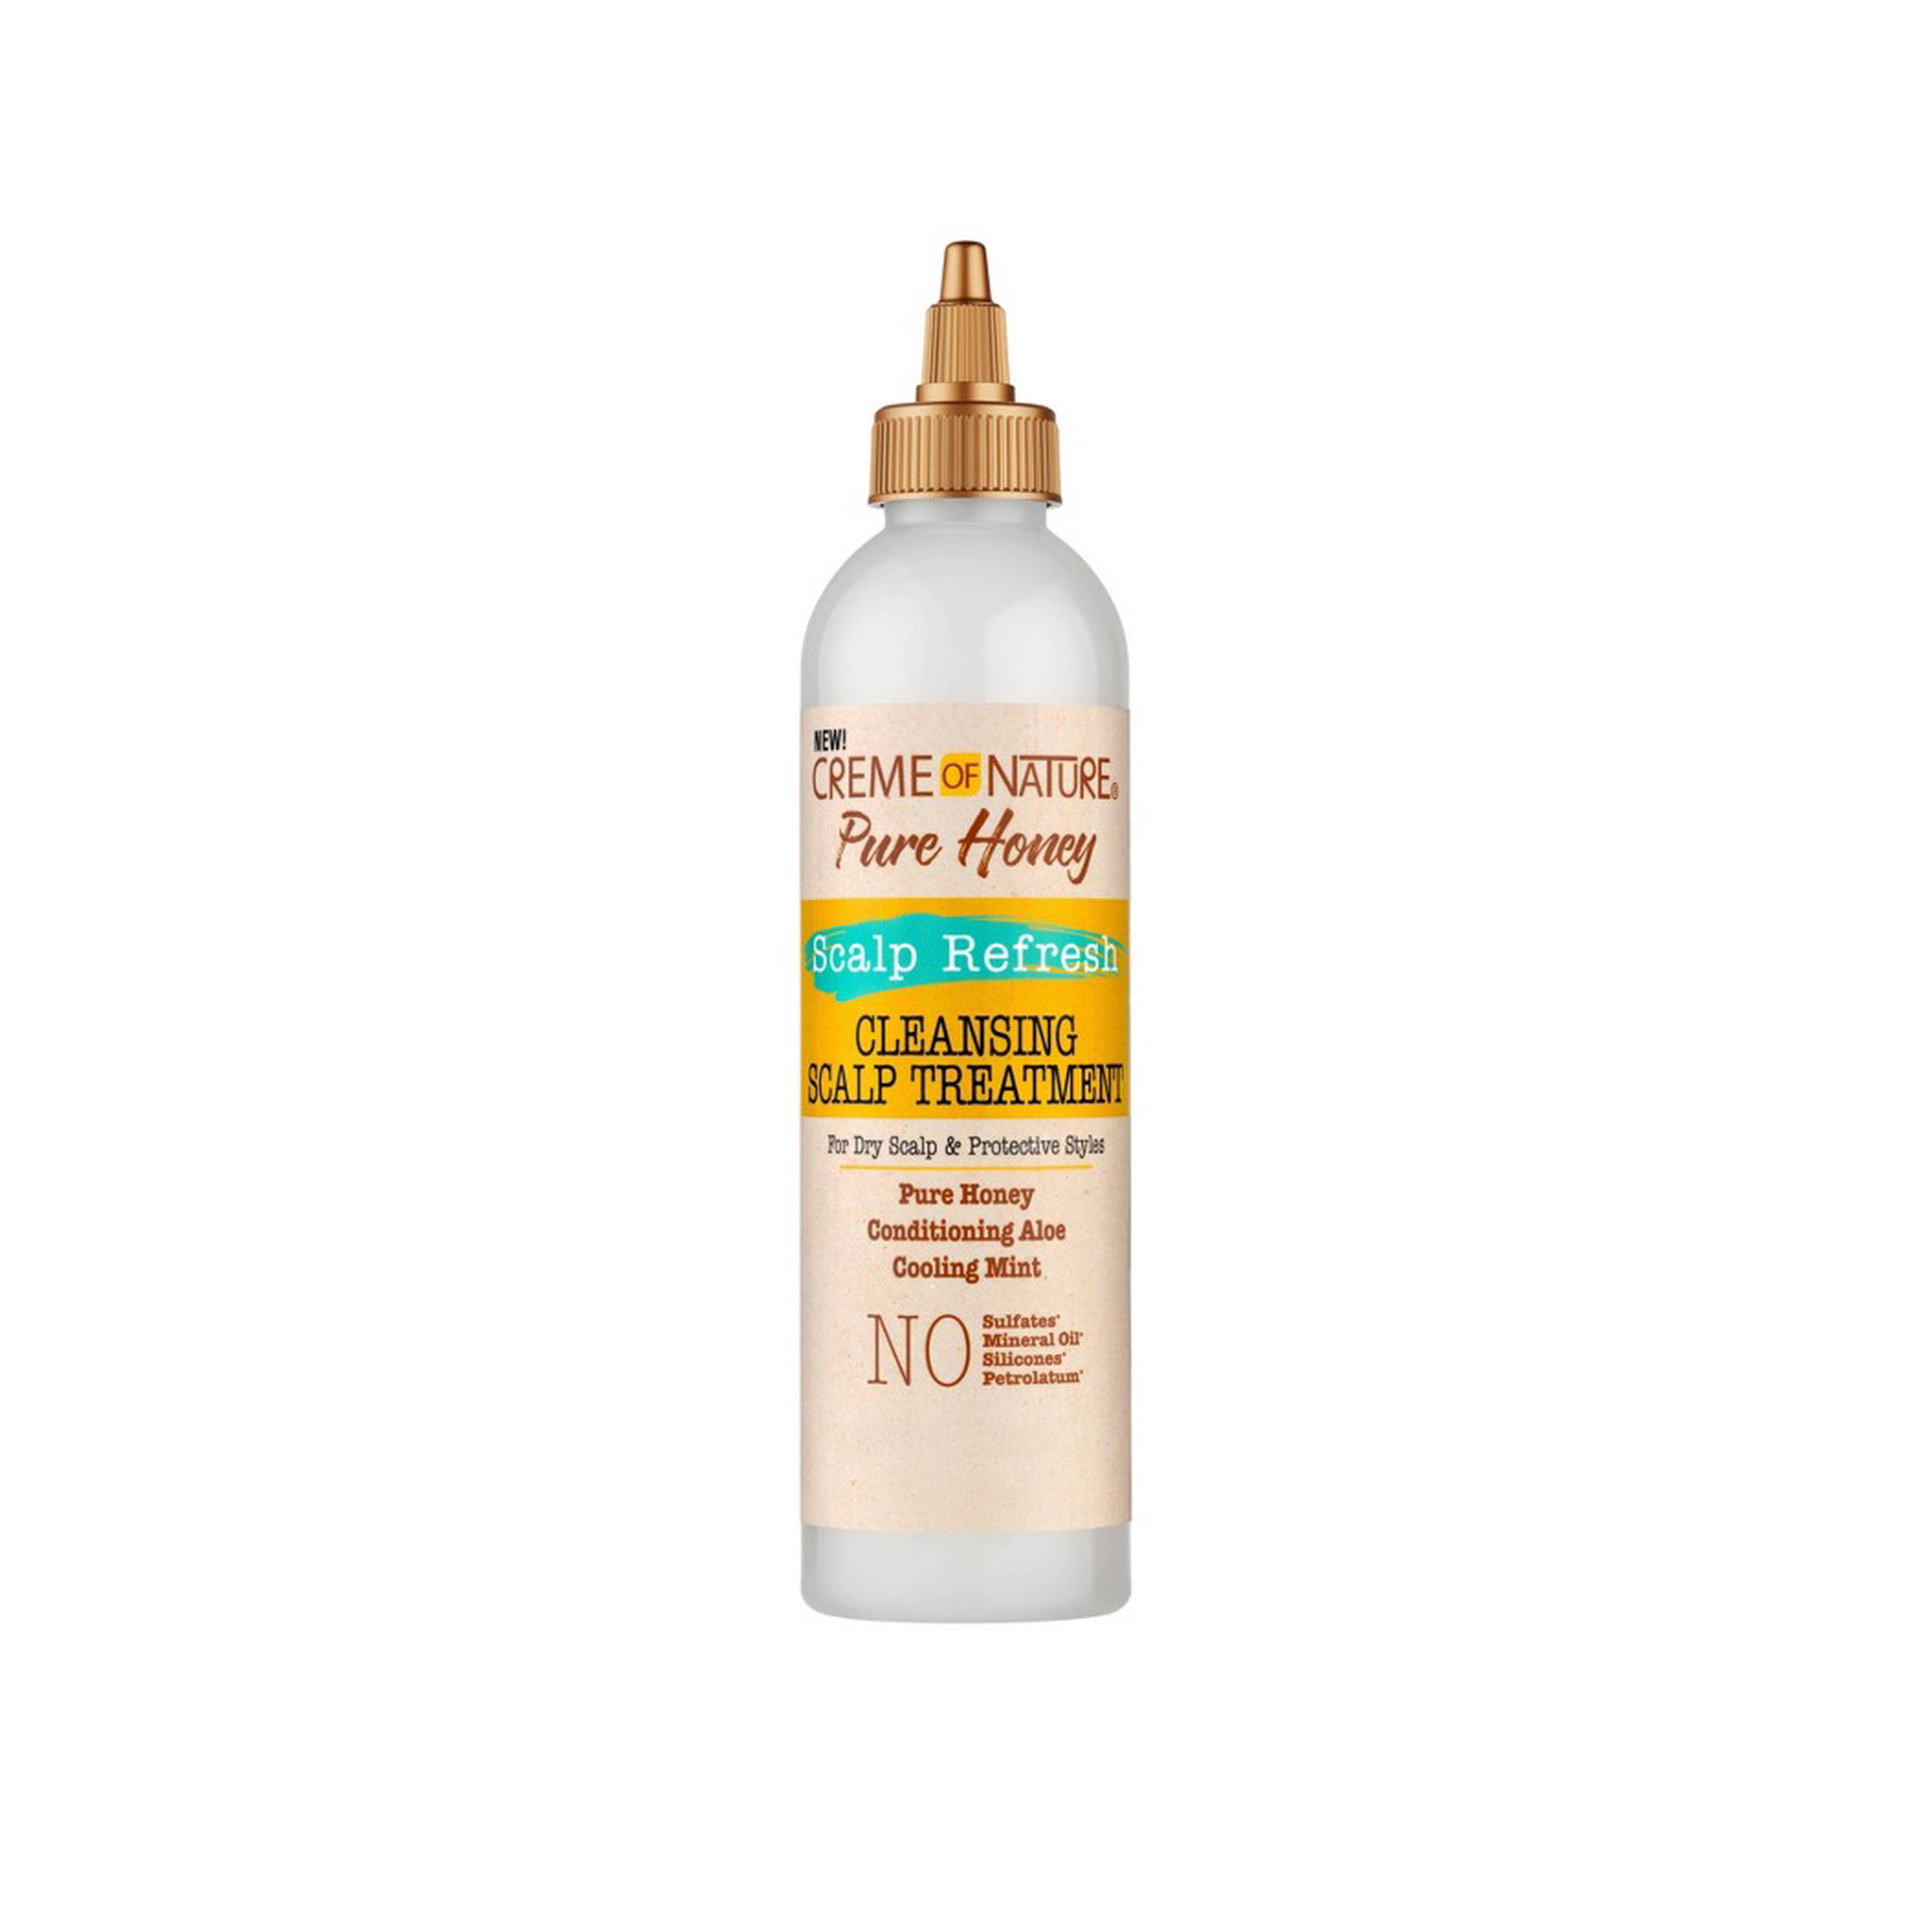 NEW!
CREME OF NATURE®
Pure Honey
Scalp Refresh
CLEANSING
SCALP TREATMENT
For Dry Scalp & Protective Styles
Pure Honey
Conditioning Aloe
Cooling Mint
NO
Sulfates*
Mineral Oil*
Silicones*
Petrolatum*